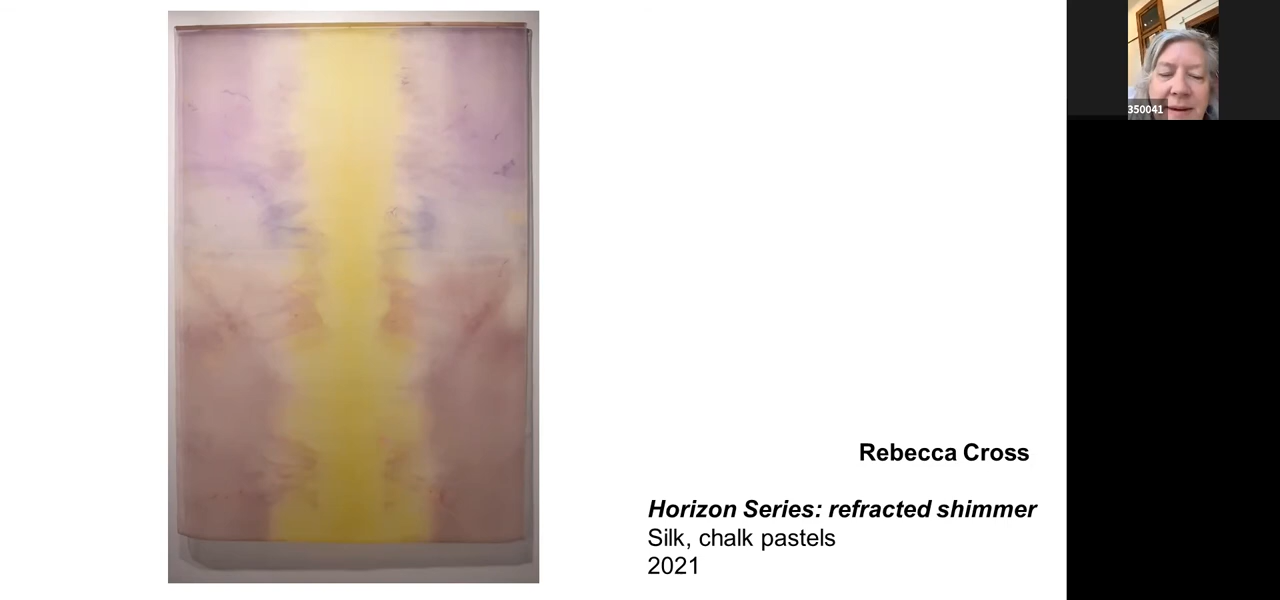 350041
Rebecca Cross
Horizon Series: refracted shimmer
Silk, chalk pastels
2021